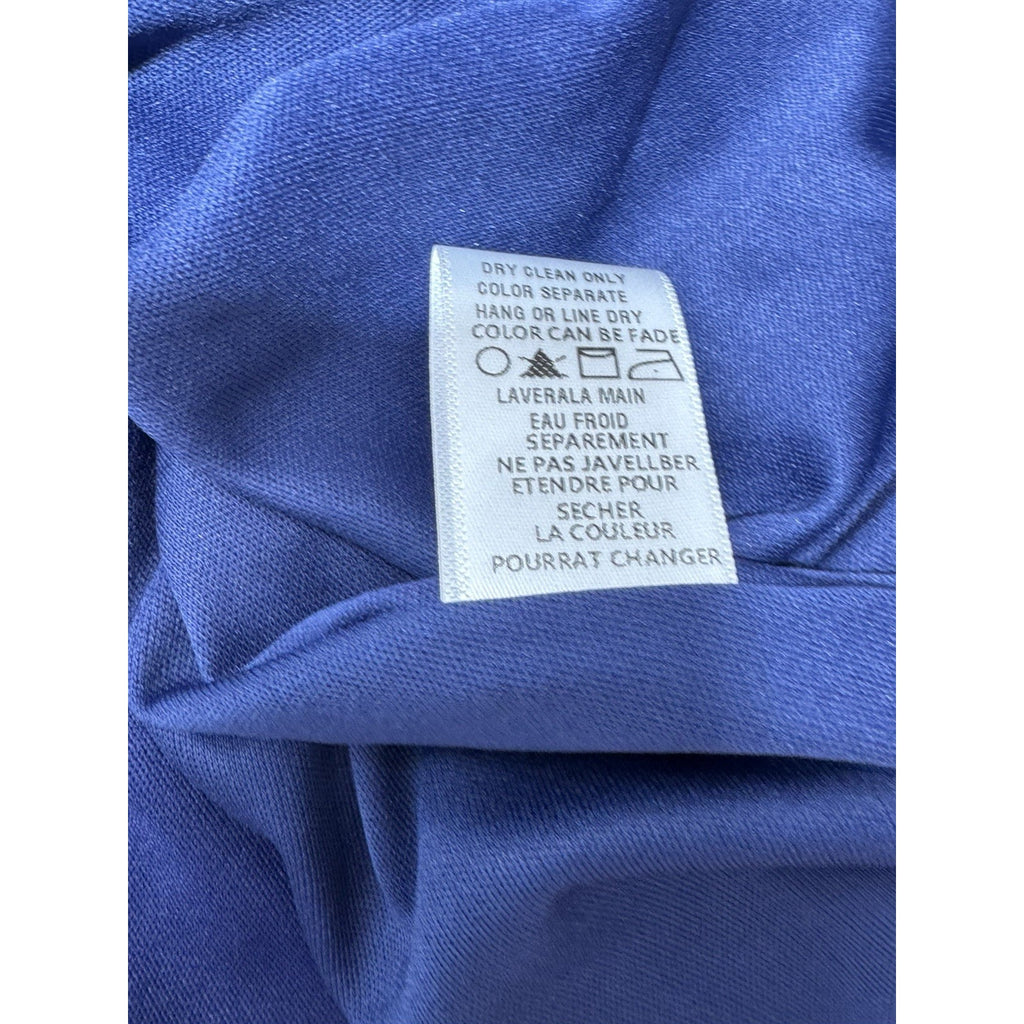 DRY CLEAN ONLY
COLOR SEPARATE
HANG OR LINE DRY
COLOR CAN BE FADE
LAVERALA MAIN
EAU FROID
SEPAREMENT
NE PAS JAVELLBER
ETENDRE POUR
SECHER
LA COULEUR
POURRAT CHANGER